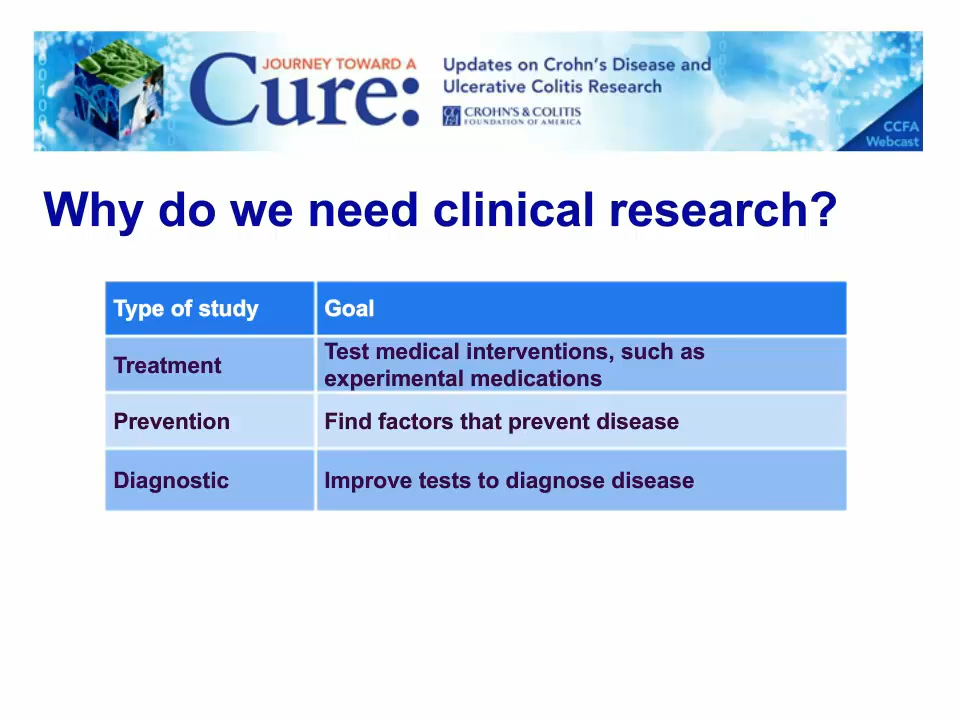 JOURNEY TOWARD A
Cure:
Updates on Crohn's Disease and
Ulcerative Colitis Research
CROHN'S & COLITIS
FOUNDATION OF AMERICA
CCFA
Webcast
Why do we need clinical research?
Type of study Goal
Treatment Test medical interventions, such as
experimental medications
Prevention Find factors that prevent disease
Diagnostic Improve tests to diagnose disease